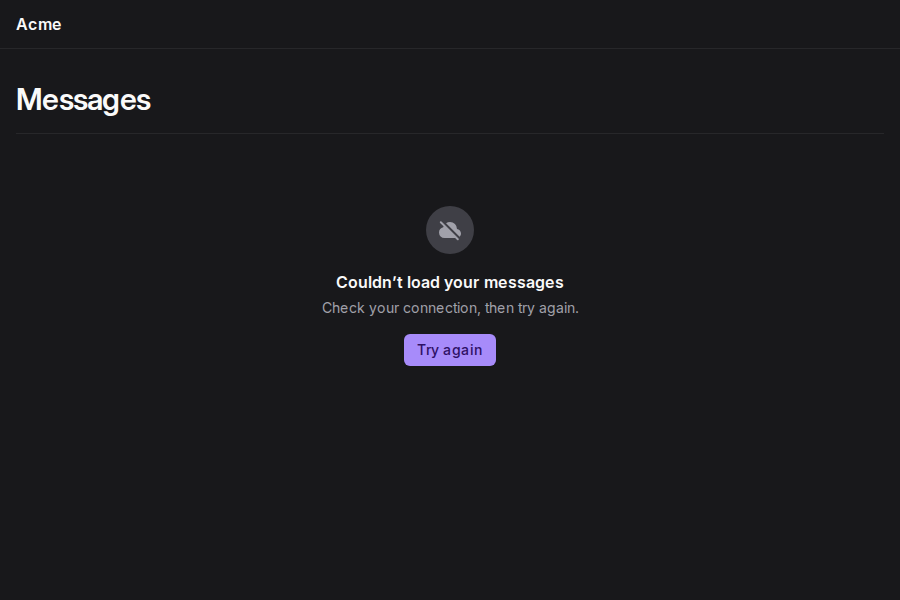 Acme
Messages
Couldn’t load your messages
Check your connection, then try again.
Try again